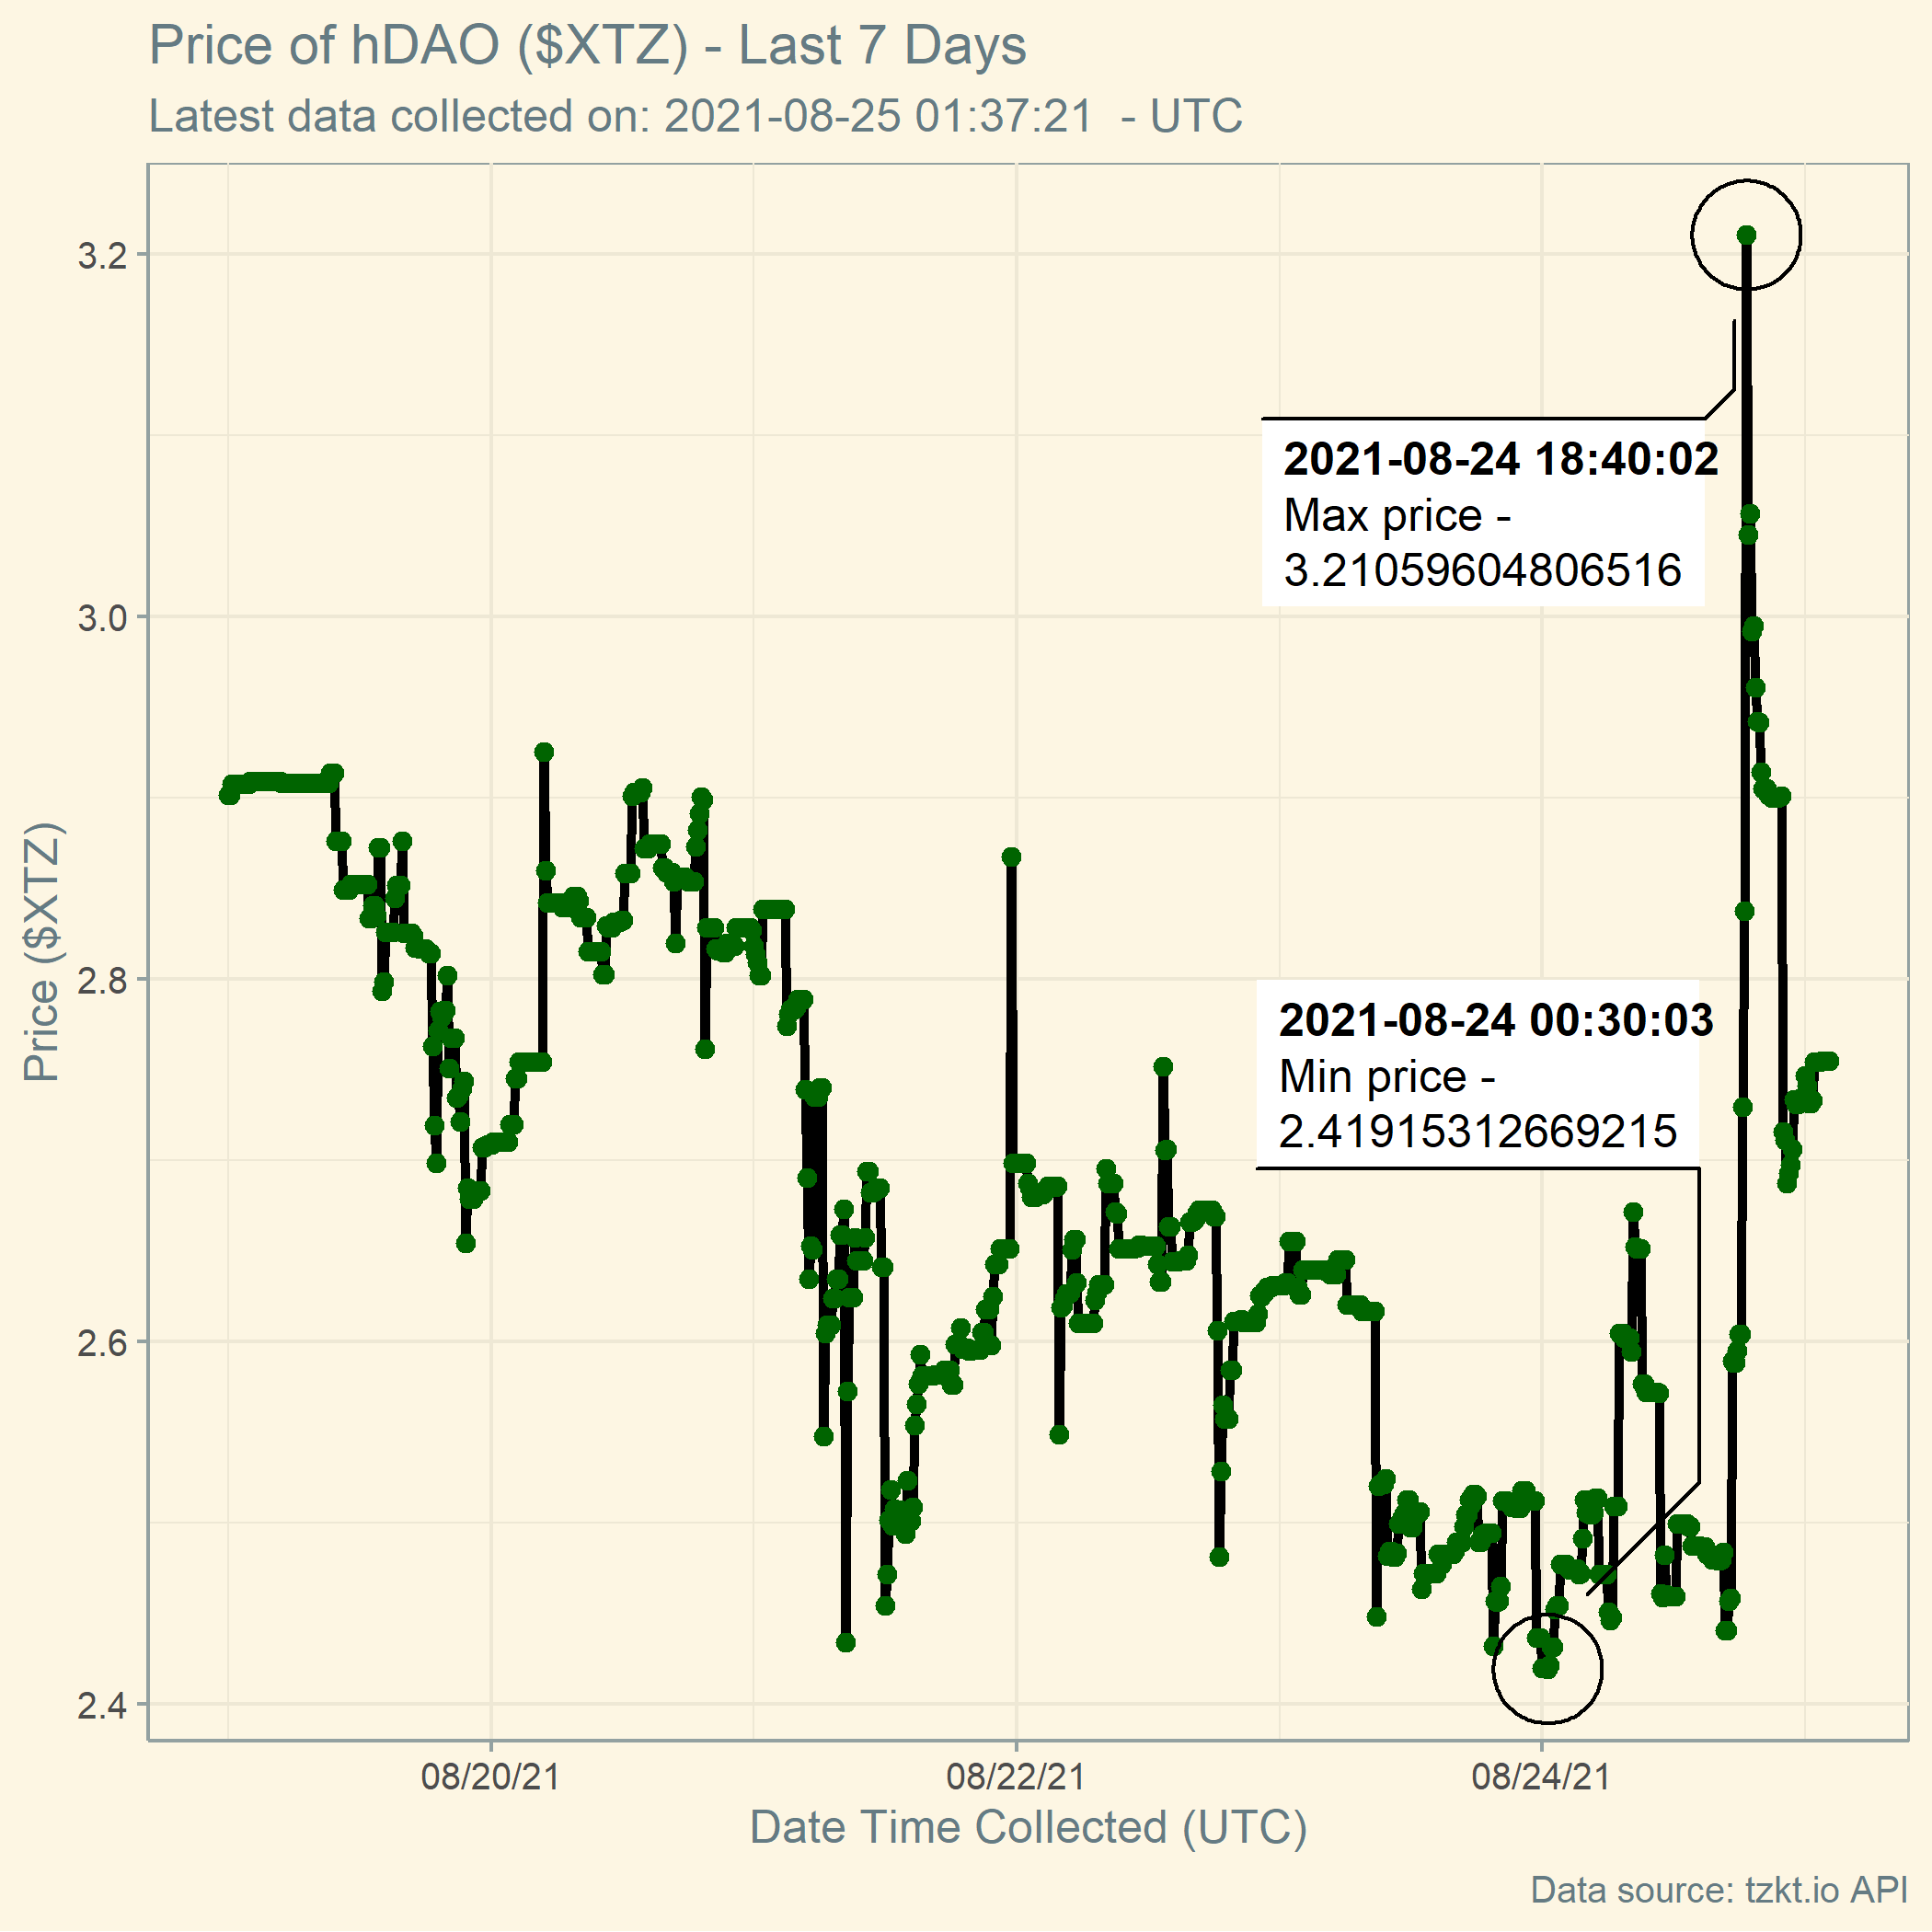 Price of hDAO ($XTZ) - Last 7 Days
Latest data collected on: 2021-08-25 01:37:21  - UTC
Price ($XTZ)
3.2
3.0
2.8
2.6
2.4
2021-08-24 18:40:02
Max price -
3.21059604806516
2021-08-24 00:30:03
Min price -
2.41915312669215
08/20/21
08/22/21
08/24/21
Date Time Collected (UTC)
Data source: tzkt.io API